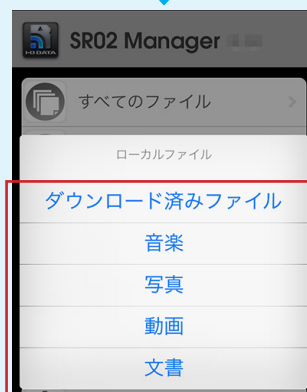 I-O DATA
SR02 Manager
すべてのファイル
ローカルファイル
ダウンロード済みファイル
音楽
写真
動画
文書